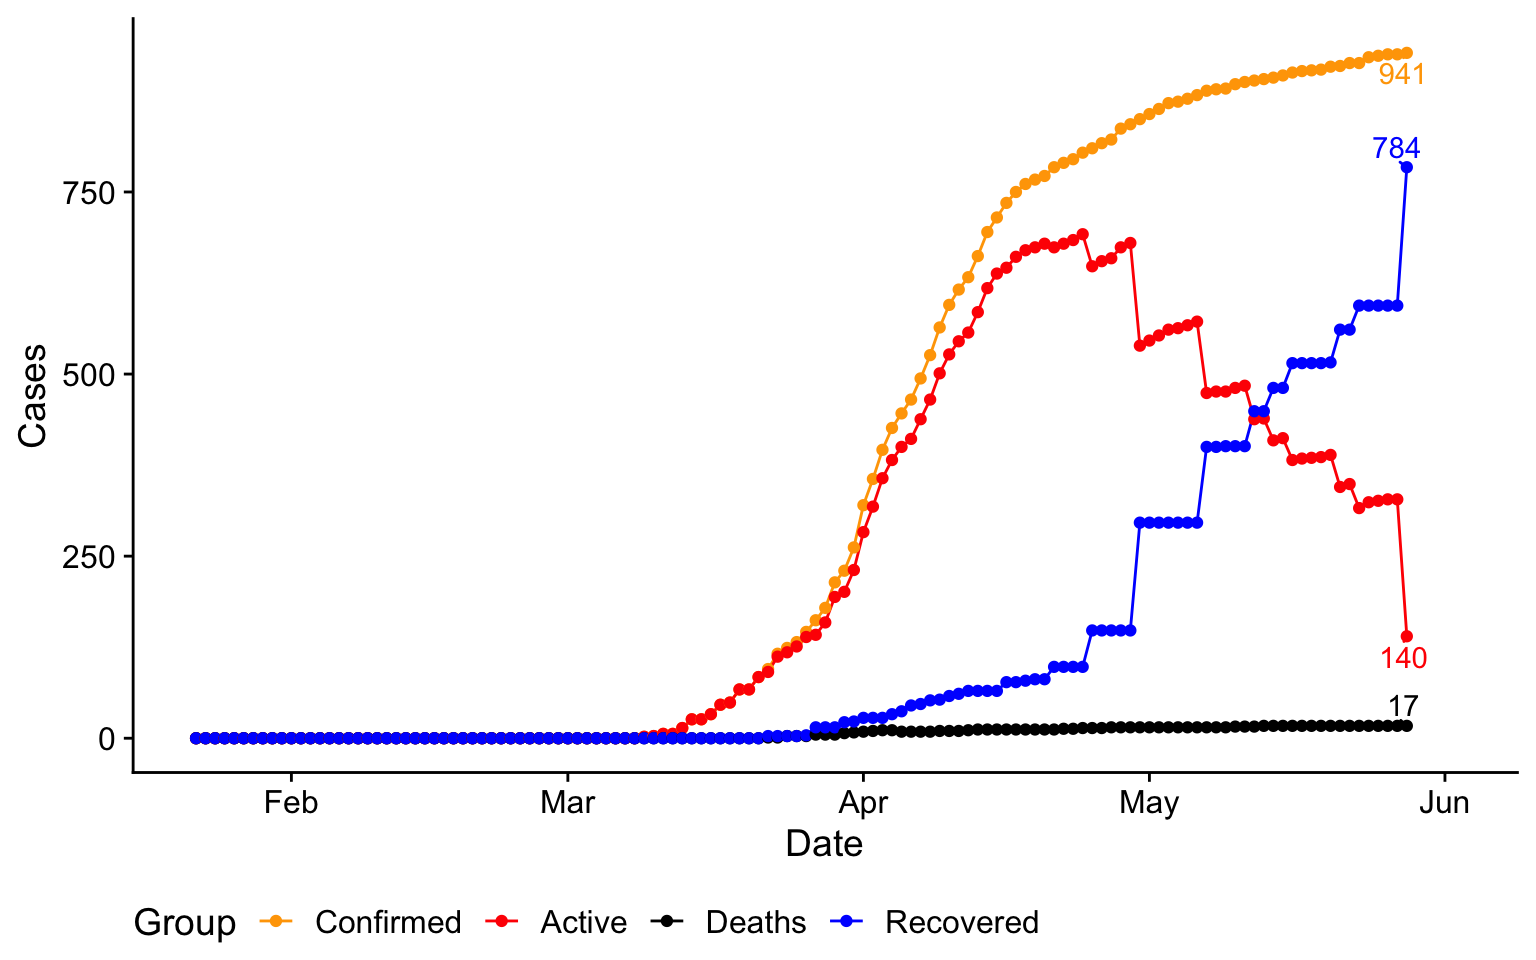 941
784
750
500
Cases
250
140
17
0
Feb Mar Apr May Jun
Date
Group Confirmed Active Deaths Recovered